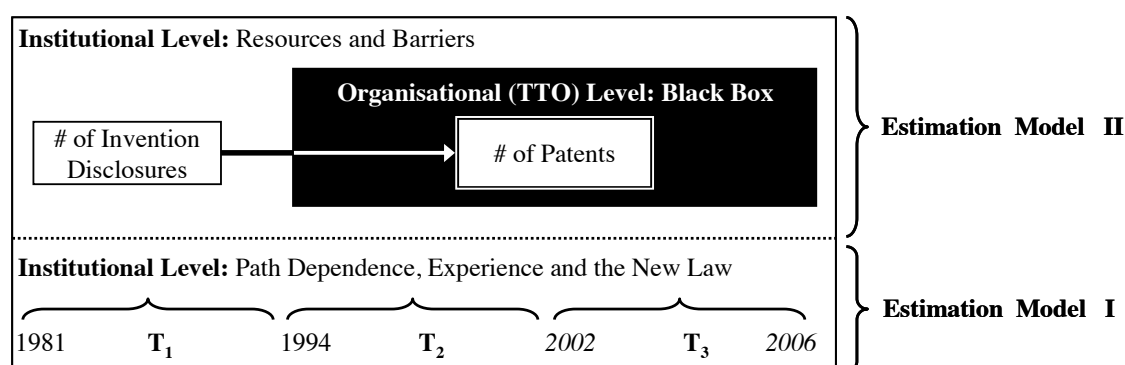 Institutional Level: Resources and Barriers
Organisational (TTO) Level: Black Box
# of Invention
Disclosures
# of Patents
Estimation Model II
Institutional Level: Path Dependence, Experience and the New Law
Estimation Model I
1981 T1 1994 T2 2002 T3 2006